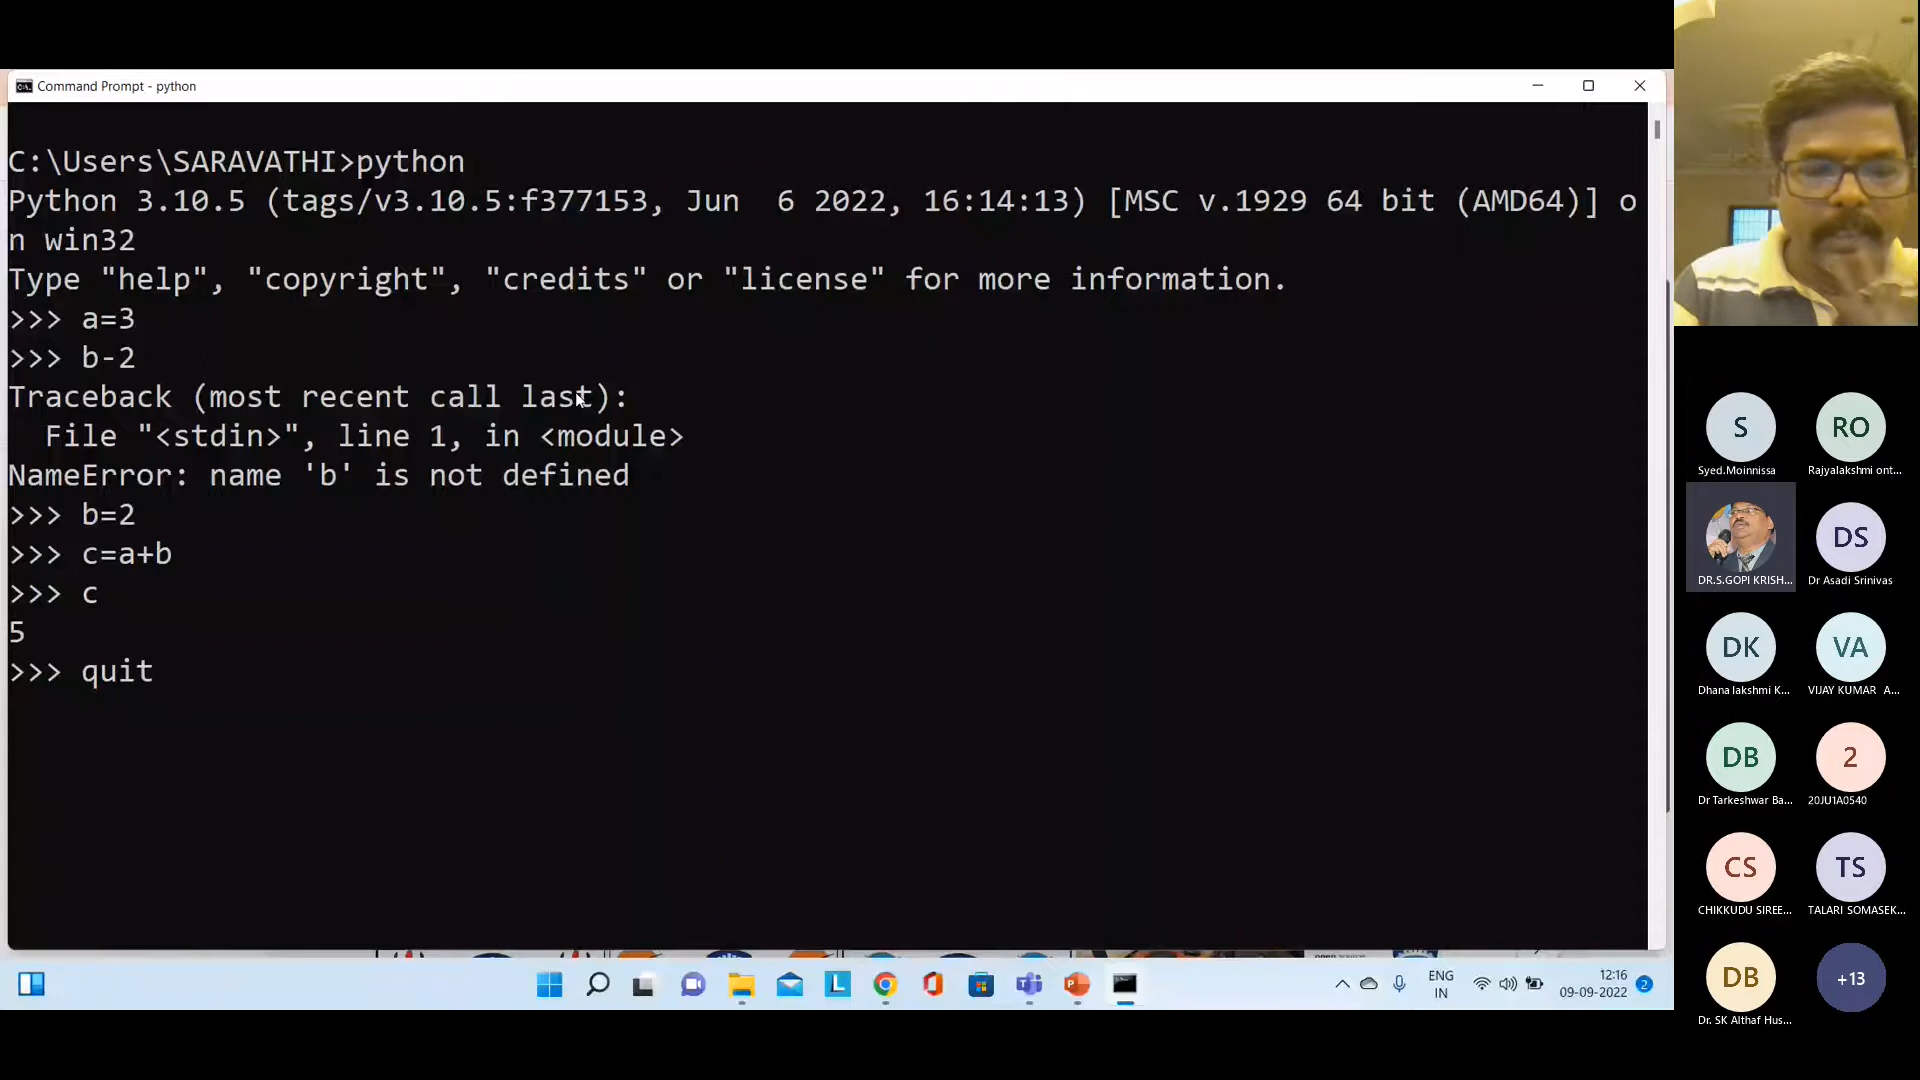 Command Prompt - python
C:\Users\SARAVATHI>python
Python 3.10.5 (tags/v3.10.5:f377153, Jun  6 2022, 16:14:13) [MSC v.1929 64 bit (AMD64)] o
n win32
Type "help", "copyright", "credits" or "license" for more information.
>>> a=3
>>> b-2
Traceback (most recent call last):
  File "<stdin>", line 1, in <module>
NameError: name 'b' is not defined
>>> b=2
>>> c=a+b
>>> c
5
>>> quit
S
Syed.Moinnissa
RO
Rajyalakshmi ont...
DR.S.GOPI KRISH...
DS
Dr Asadi Srinivas
DK
Dhana lakshmi K...
VA
VIJAY KUMAR A...
DB
Dr Tarkeshwar Ba...
2
20JU1A0540
CS
CHIKKUDU SIREE...
TS
TALARI SOMASEK...
DB
Dr. SK Althaf Hus...
+13
ENG
IN
12:16
09-09-2022
2